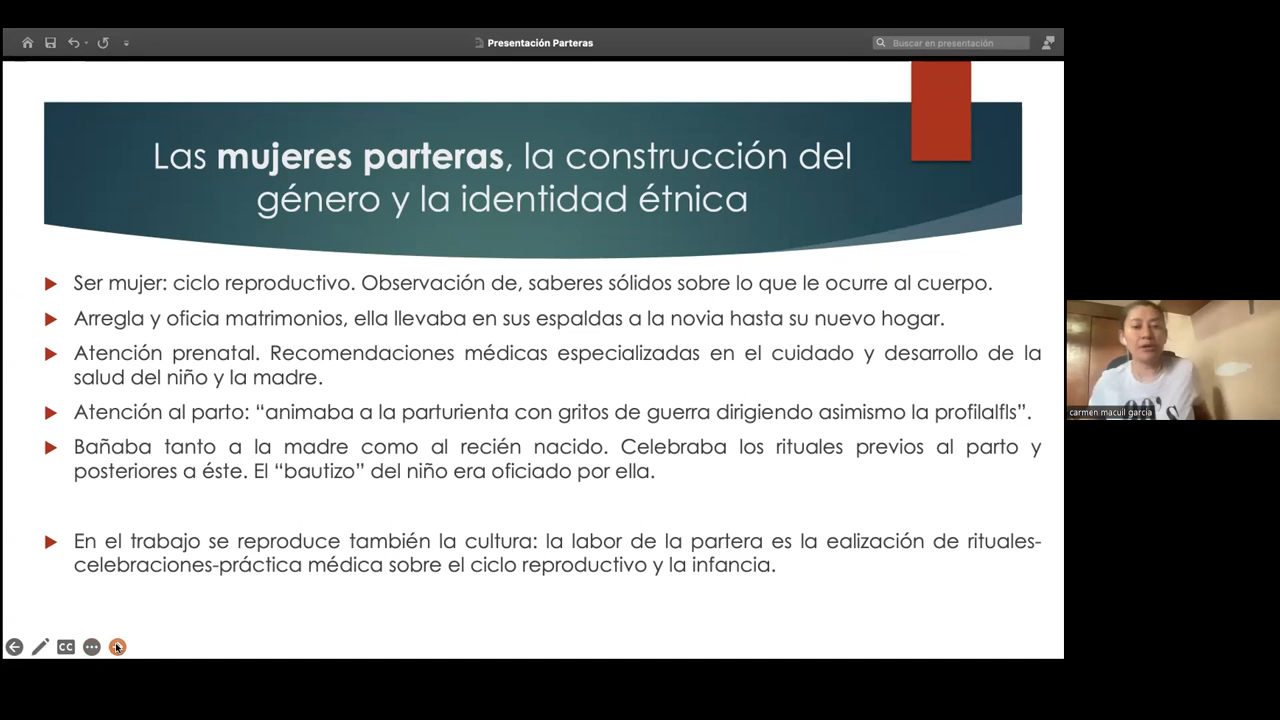 Presentación Parteras
Buscar en presentación
Las mujeres parteras, la construcción del
género y la identidad étnica
Ser mujer: ciclo reproductivo. Observación de, saberes sólidos sobre lo que le ocurre al cuerpo.
Arregla y oficia matrimonios, ella llevaba en sus espaldas a la novia hasta su nuevo hogar.
Atención prenatal. Recomendaciones médicas especializadas en el cuidado y desarrollo de la
salud del niño y la madre.
Atención al parto: “animaba a la parturienta con gritos de guerra dirigiendo asimismo la profilalfls”.
Bañaba tanto a la madre como al recién nacido. Celebraba los rituales previos al parto y
posteriores a éste. El “bautizo” del niño era oficiado por ella.
En el trabajo se reproduce también la cultura: la labor de la partera es la ealización de rituales-
celebraciones-práctica médica sobre el ciclo reproductivo y la infancia.
carmen macuil garcia
CC